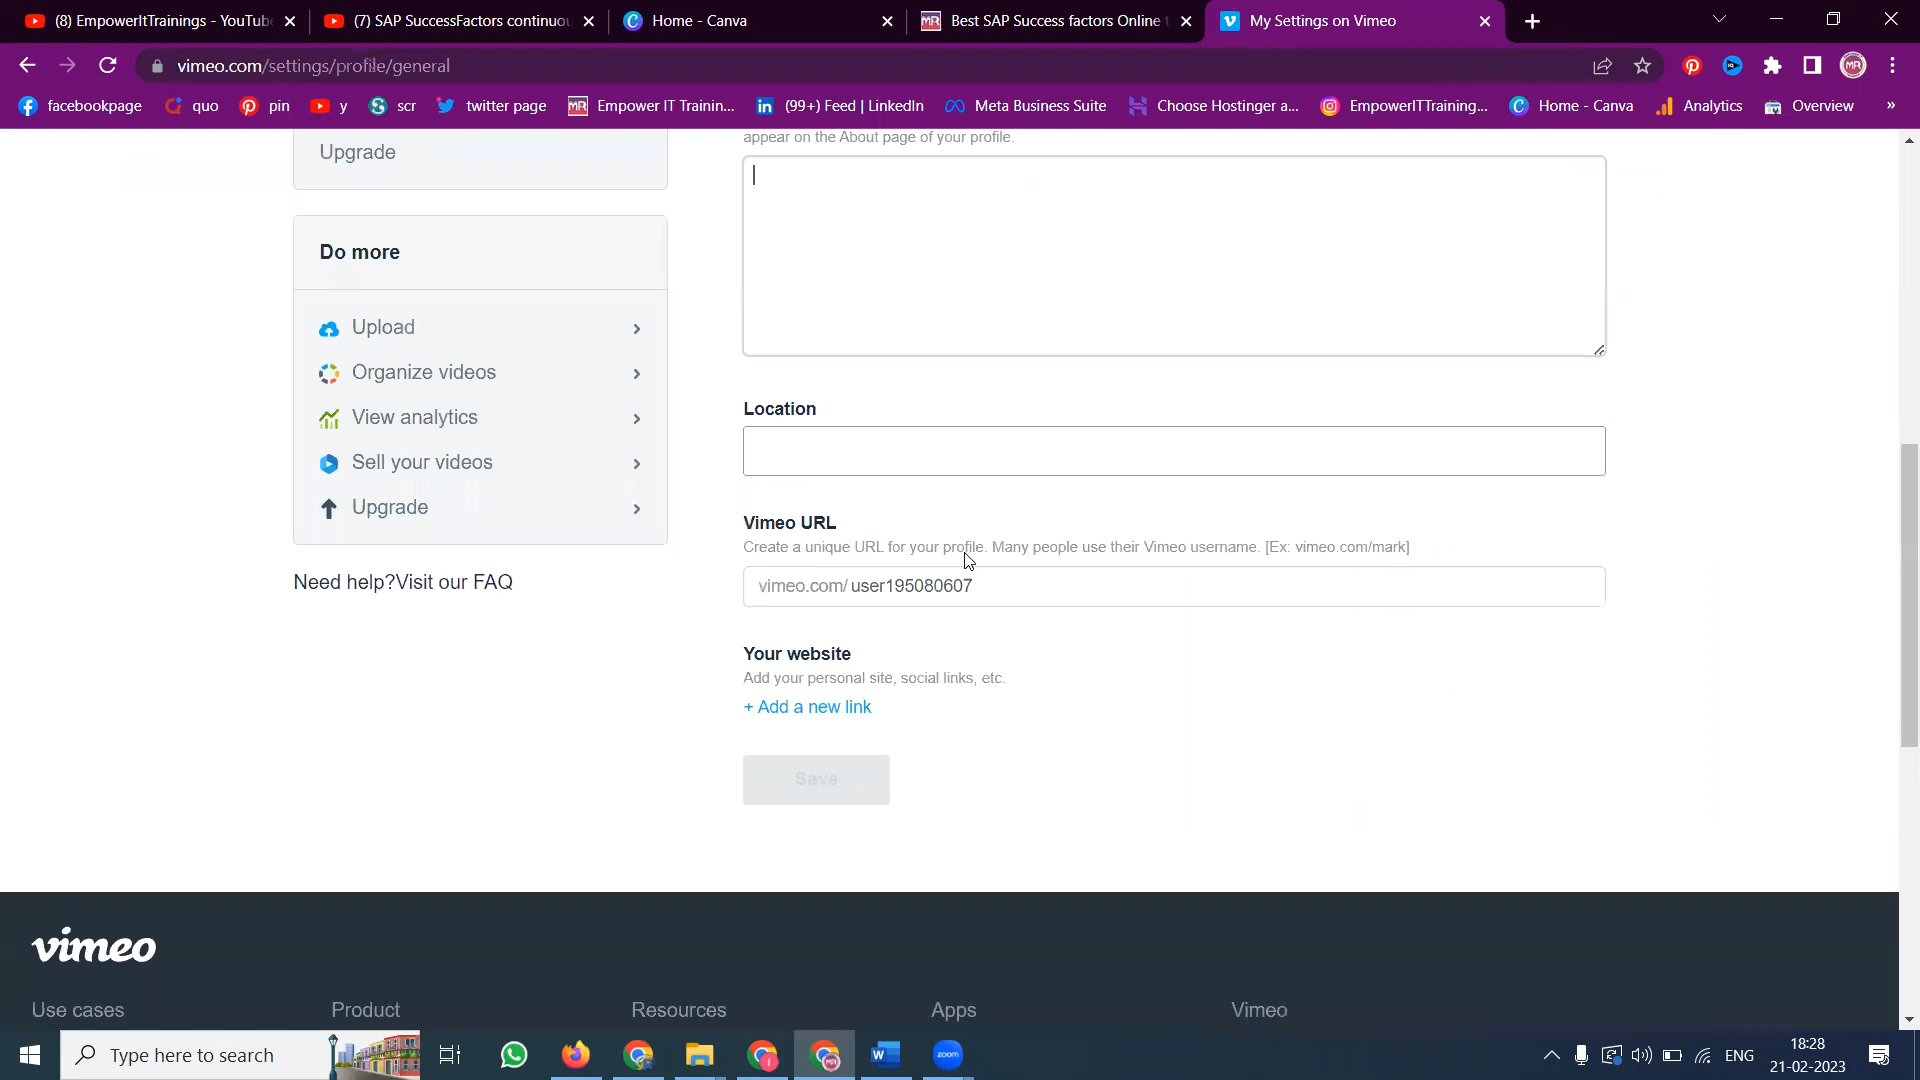 (8) EmpowerItTrainings - YouTube
(7) SAP SuccessFactors continuou
Home - Canva
MR Best SAP Success factors Online t
My Settings on Vimeo
vimeo.com/settings/profile/general
facebookpage
quo
pin
y
scr
twitter page
MR Empower IT Trainin...
(99+) Feed | LinkedIn
Meta Business Suite
Choose Hostinger a...
EmpowerITTraining...
Home - Canva
Analytics
Overview
»
Upgrade
appear on the About page of your profile.
Do more
Upload
Organize videos
View analytics
Sell your videos
Upgrade
Need help?Visit our FAQ
Location
Vimeo URL
Create a unique URL for your profile. Many people use their Vimeo username. [Ex: vimeo.com/mark]
vimeo.com/ user195080607
Your website
Add your personal site, social links, etc.
+ Add a new link
Save
vimeo
Use cases
Product
Resources
Apps
Vimeo
Type here to search
zoom
ENG
18:28
21-02-2023